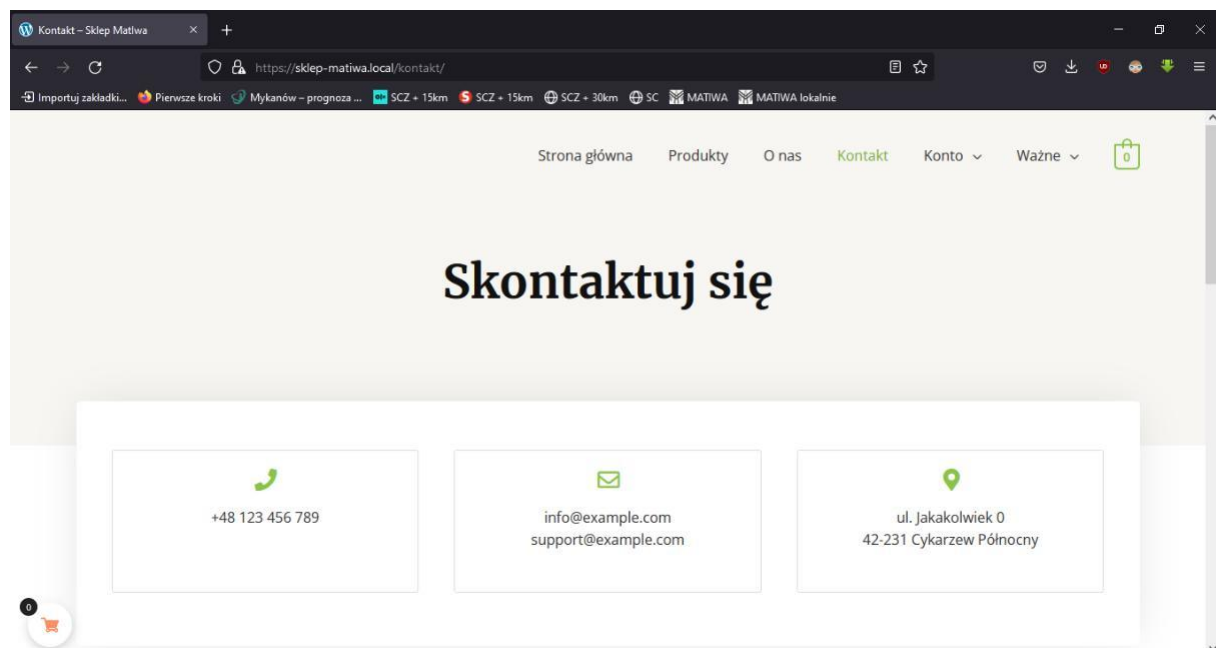 Kontakt – Sklep MatIwa
https://sklep-matiwa.local/kontakt/
Importuj zakładki... Pierwsze kroki Mykanów – prognoza ... SCZ + 15km SCZ + 15km SCZ + 30km SC MATIWA MATIWA lokalnie
Strona główna Produkty O nas Kontakt Konto Ważne 0
Skontaktuj się
+48 123 456 789
info@example.com
support@example.com
ul. Jakakolwiek 0
42-231 Cykarzew Północny
0